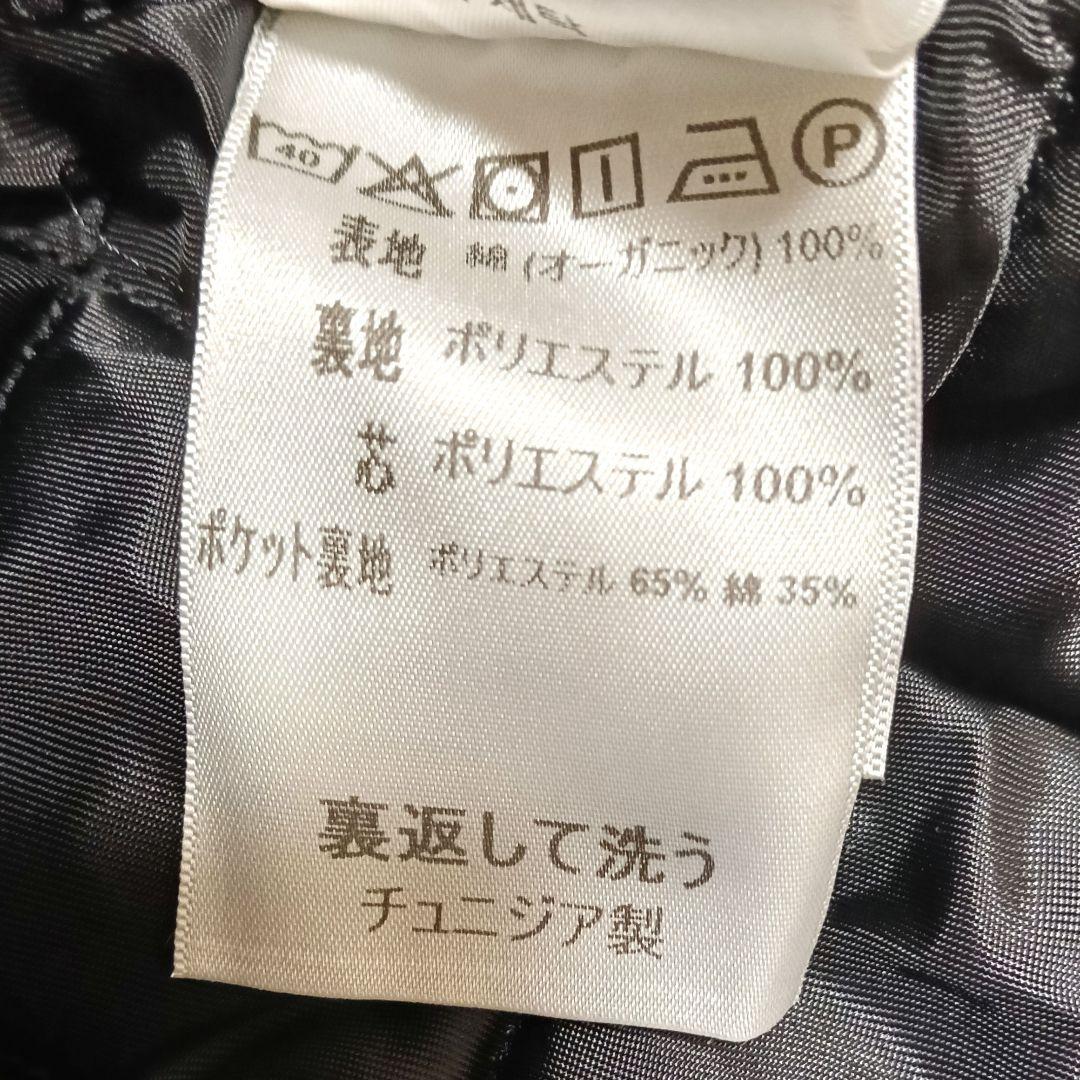 40 P
表地 綿 (オーガニック) 100%
裏地 ポリエステル 100%
芯 ポリエステル 100%
ポケット裏地 ポリエステル 65% 綿 35%
裏返して洗う
チュニジア製